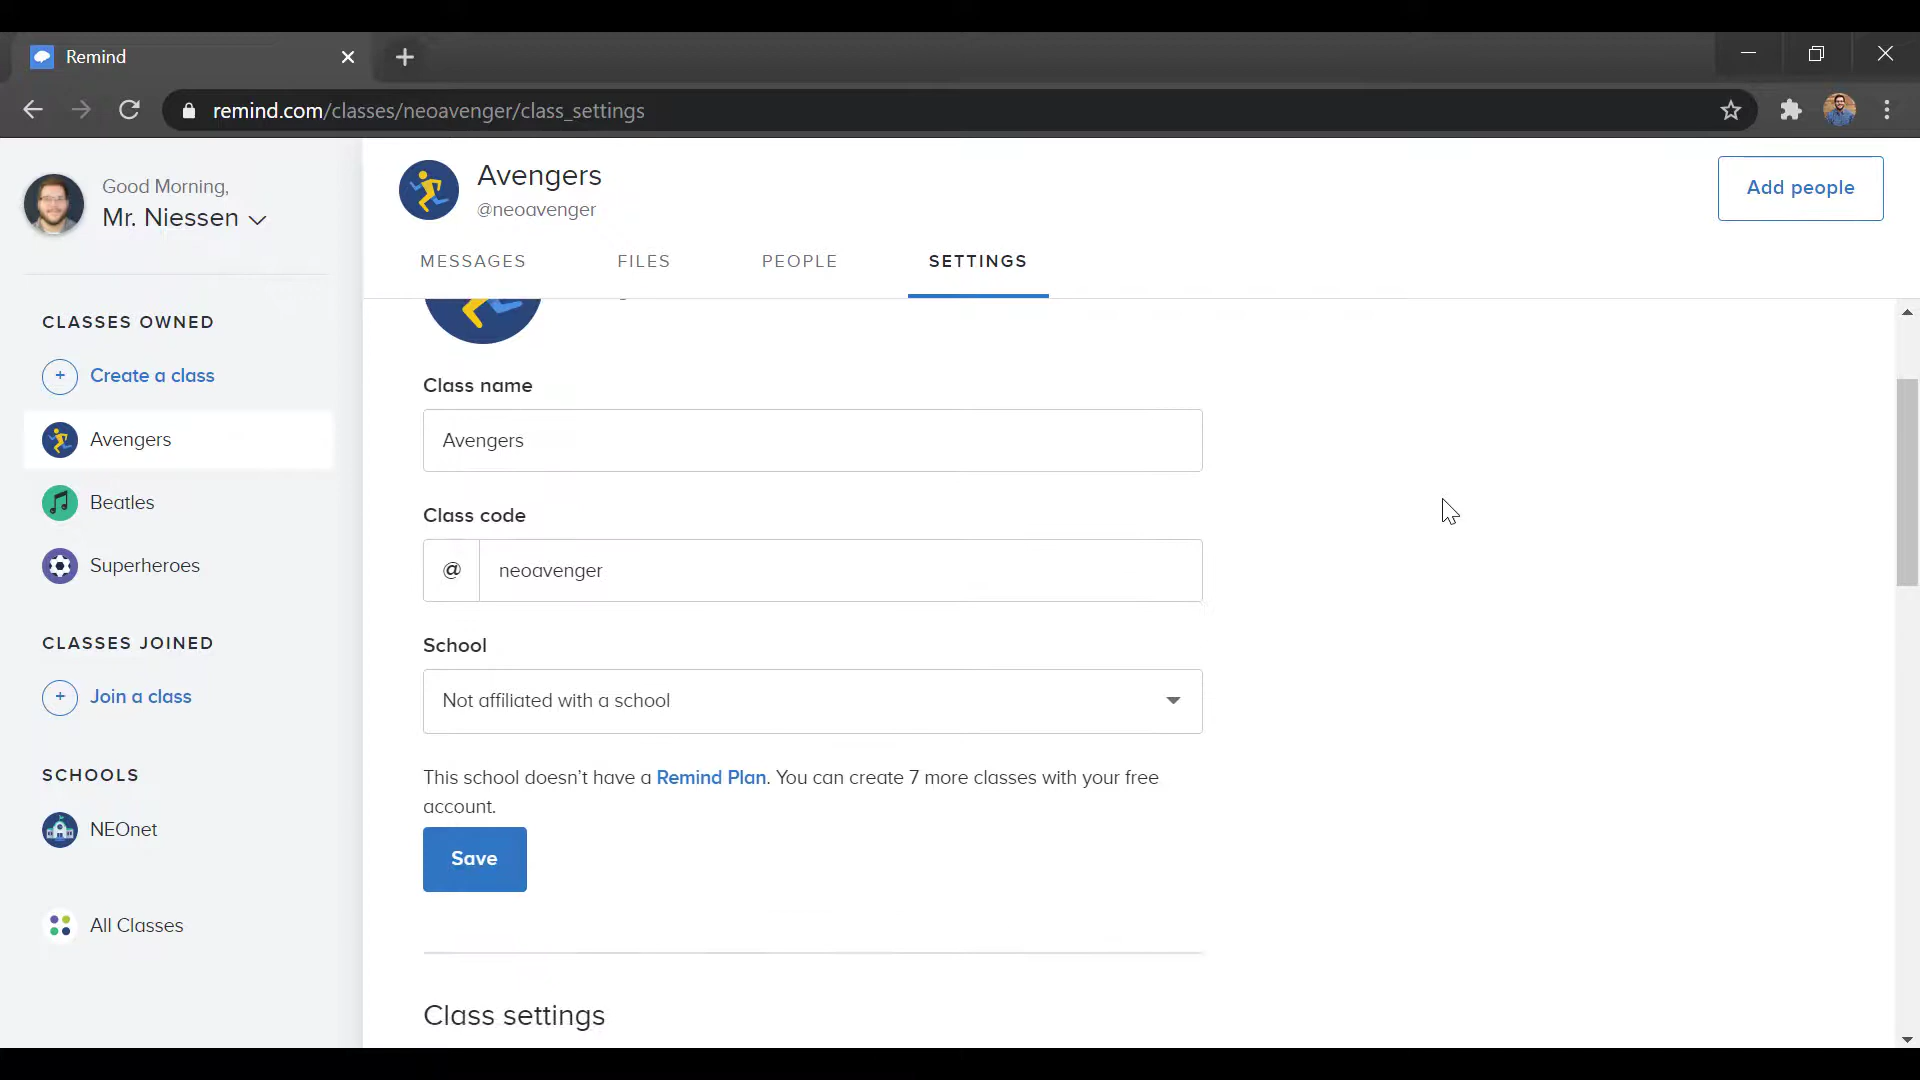 Remind
remind.com/classes/neoavenger/class_settings
Good Morning,
Mr. Niessen
CLASSES OWNED
+ Create a class
Avengers
Beatles
Superheroes
CLASSES JOINED
+ Join a class
SCHOOLS
NEOnet
All Classes
Avengers
@neoavenger
Add people
MESSAGES FILES PEOPLE SETTINGS
Class name
Avengers
Class code
@ neoavenger
School
Not affiliated with a school
This school doesn’t have a Remind Plan. You can create 7 more classes with your free
account.
Save
Class settings